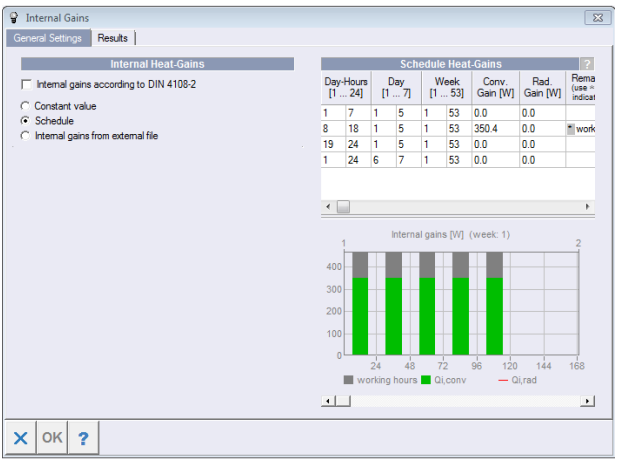 Internal Gains
General Settings Results
Internal Heat-Gains
Internal gains according to DIN 4108-2
Constant value
Schedule
Internal gains from external file
Schedule Heat-Gains ?
Day-Hours Day Week Conv. Rad. Rema
[1 ... 24] [1 ... 7] [1 ... 53] Gain [W] Gain [W] (use =
indicat
1 7 1 5 1 53 0.0 0.0
8 18 1 5 1 53 350.4 0.0 " work
19 24 1 5 1 53 0.0 0.0
1 24 6 7 1 53 0.0 0.0
Internal gains [W] (week: 1)
1 2
400
300
200
100
0
24 48 72 96 120 144 168
working hours Qi,conv Qi,rad
OK ?